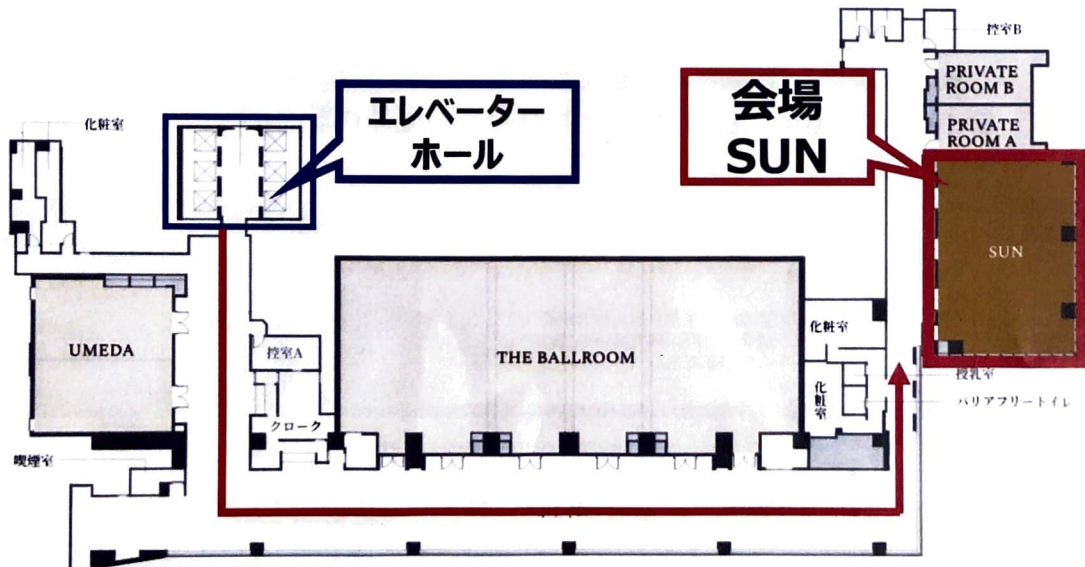 控室B
PRIVATE
ROOM B
会場
SUN
エレベーター
ホール
化粧室
PRIVATE
ROOM A
SUN
UMEDA
控室A
THE BALLROOM
化粧室
授乳室
化粧室
バリアフリートイレ
クローク
喫煙室